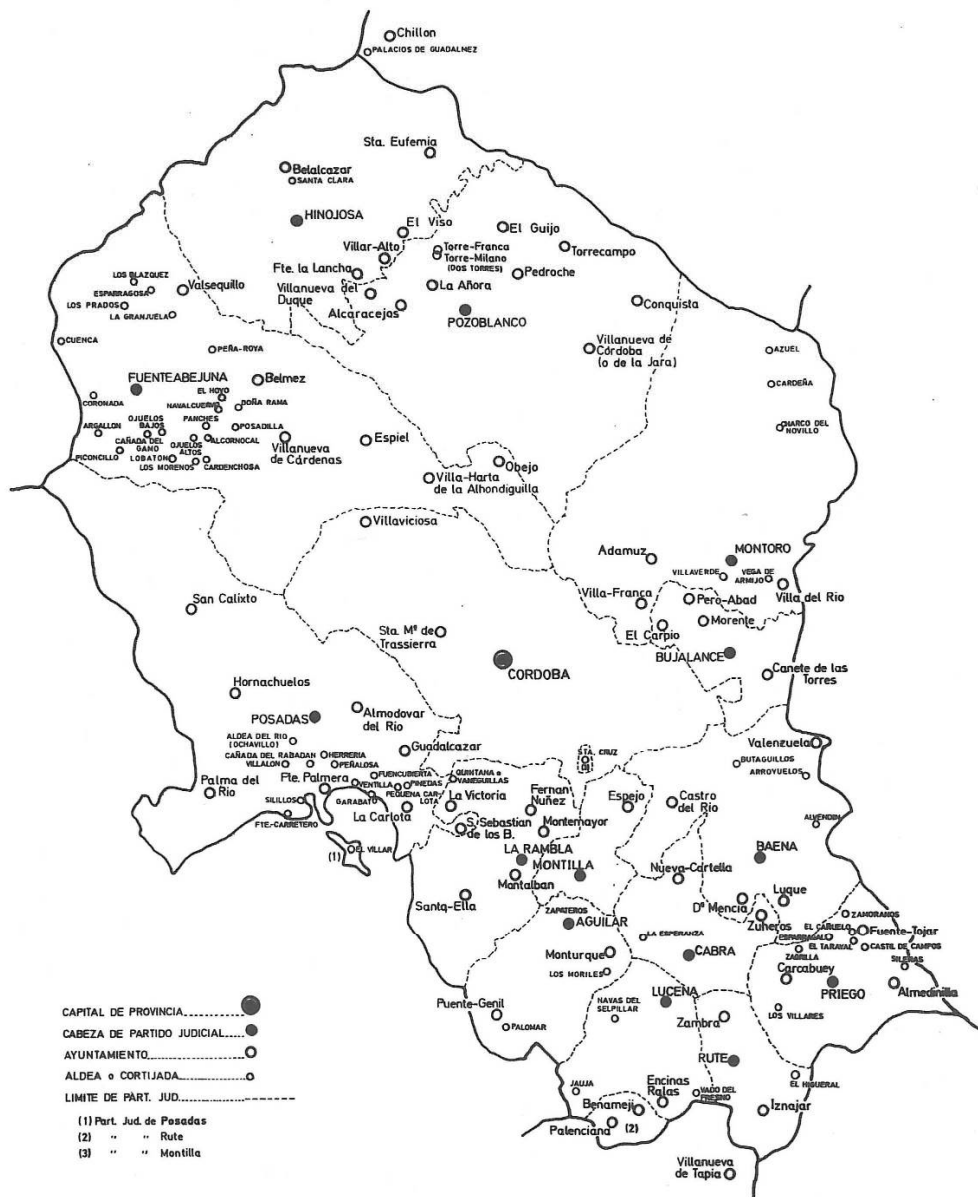 Chillon
PALACIOS DE GUADALNEZ
Sta. Eufemia
Belalcazar
SANTA CLARA
HINOJOSA
El Viso
El Guijo
Villar-Alto
Torre-Franca
Torre-Milano
(DOS TORRES)
Torrecampo
Fte. la Lancha
Pedroche
Villanueva del
Duque
La Añora
Alcaracejos
POZOBLANCO
Conquista
LOS BLAZQUEZ
ESPARRAGOSA
Valsequillo
LOS PRADOS
LA GRANJUELA
CUENCA
PEÑA-ROYA
Villanueva de
Córdoba
(o de la Jara)
AZUEL
FUENTEABEJUNA
Belmez
CARDEÑA
EL HOYO
CORONADA
NAVALCUERVO
DOÑA RAMA
OJUELOS
BAJOS
PANCHES
POSADILLA
HARCO DEL
NOVILLO
ARGALLON
CAÑADA DEL
GAMO
OJUELOS
ALTOS
ALCORNOCAL
PICONCILLO
LOBATON
LOS MORENOS
CARDENCHOSA
Villanueva
de Cárdenas
Espiel
Obejo
Villa-Harta
de la Alhondiguilla
Villaviciosa
Adamuz
MONTORO
VILLAVERDE
VEGA DE
ARMIJO
Villa del Río
Villa-Franca
Pero-Abad
San Calixto
Morente
El Carpio
Sta. Mª de
Trassierra
BUJALANCE
CORDOBA
Canete de las
Torres
Hornachuelos
POSADAS
Almodovar
del Río
ALDEA DEL RIO
(OCHAVILLO)
Guadalcazar
Valenzuela
CAÑADA DEL RABADAN
HERRERIA
VILLALON
PEÑALOSA
STA. CRUZ
(3)
BUTAGUILLOS
ARROYUELOS
Palma del
Río
Fte. Palmera
FUENCUBIERTA
VENTILLA
PINEDAS
QUINTANA o
VANEGUILLAS
PEQUEÑA CAR-
LOTA
SILILLOS
GARABATO
La Carlota
FTE.-CARRETERO
La Victoria
Fernan
Nuñez
Espejo
Castro
del Rio
S. Sebastian
de los B.
Montemayor
ALVENDIN
(1)
EL VILLAR
LA RAMBLA
MONTILLA
BAENA
Montalban
Nueva-Cartella
Santa-Ella
Dª Mencia
Luque
Zuheros
ZAPATEROS
AGUILAR
ZAMORANOS
EL CAÑUELO
Fuente-Tojar
LA ESPERANZA
ESPARRAGAL
EL TARAJAL
CASTIL DE CAMPOS
Monturque
CABRA
ZAGRILLA
SILERAS
LOS MORILES
Carcabuey
PRIEGO
Almedinilla
Puente-Genil
LUCENA
NAVAS DEL
SELPILLAR
Zambra
LOS VILLARES
PALOMAR
RUTE
EL HIGUERAL
JAUJA
Encinas
Ralas
VADO DEL
FRESNO
Benameji
Iznajar
Palenciana
(2)
Villanueva
de Tapia
CAPITAL DE PROVINCIA
CABEZA DE PARTIDO JUDICIAL
AYUNTAMIENTO
ALDEA o CORTIJADA
LIMITE DE PART. JUD.
(1) Part. Jud. de Posadas
(2) " " Rute
(3) " " Montilla